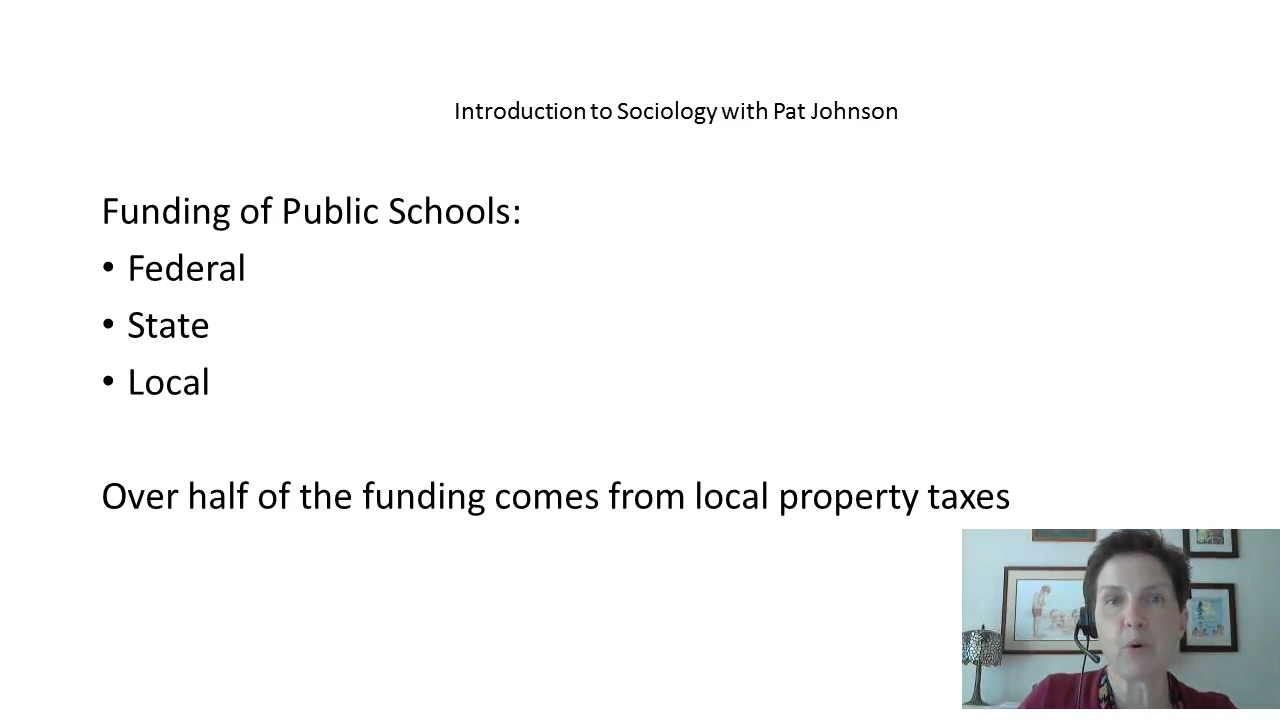 Introduction to Sociology with Pat Johnson
Funding of Public Schools:
• Federal
• State
• Local
Over half of the funding comes from local property taxes